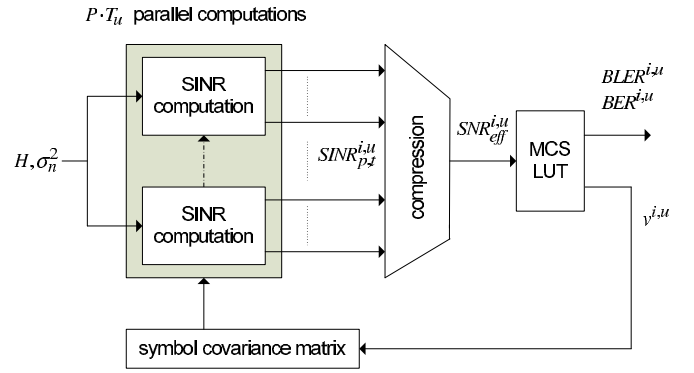 P·T_u parallel computations
SINR
computation
H, σ_n^2
SINR
computation
SINR_{p,t}^{i,u}
compression
SNR_{eff}^{i,u}
MCS
LUT
BLER^{i,u}
BER^{i,u}
v^{i,u}
symbol covariance matrix